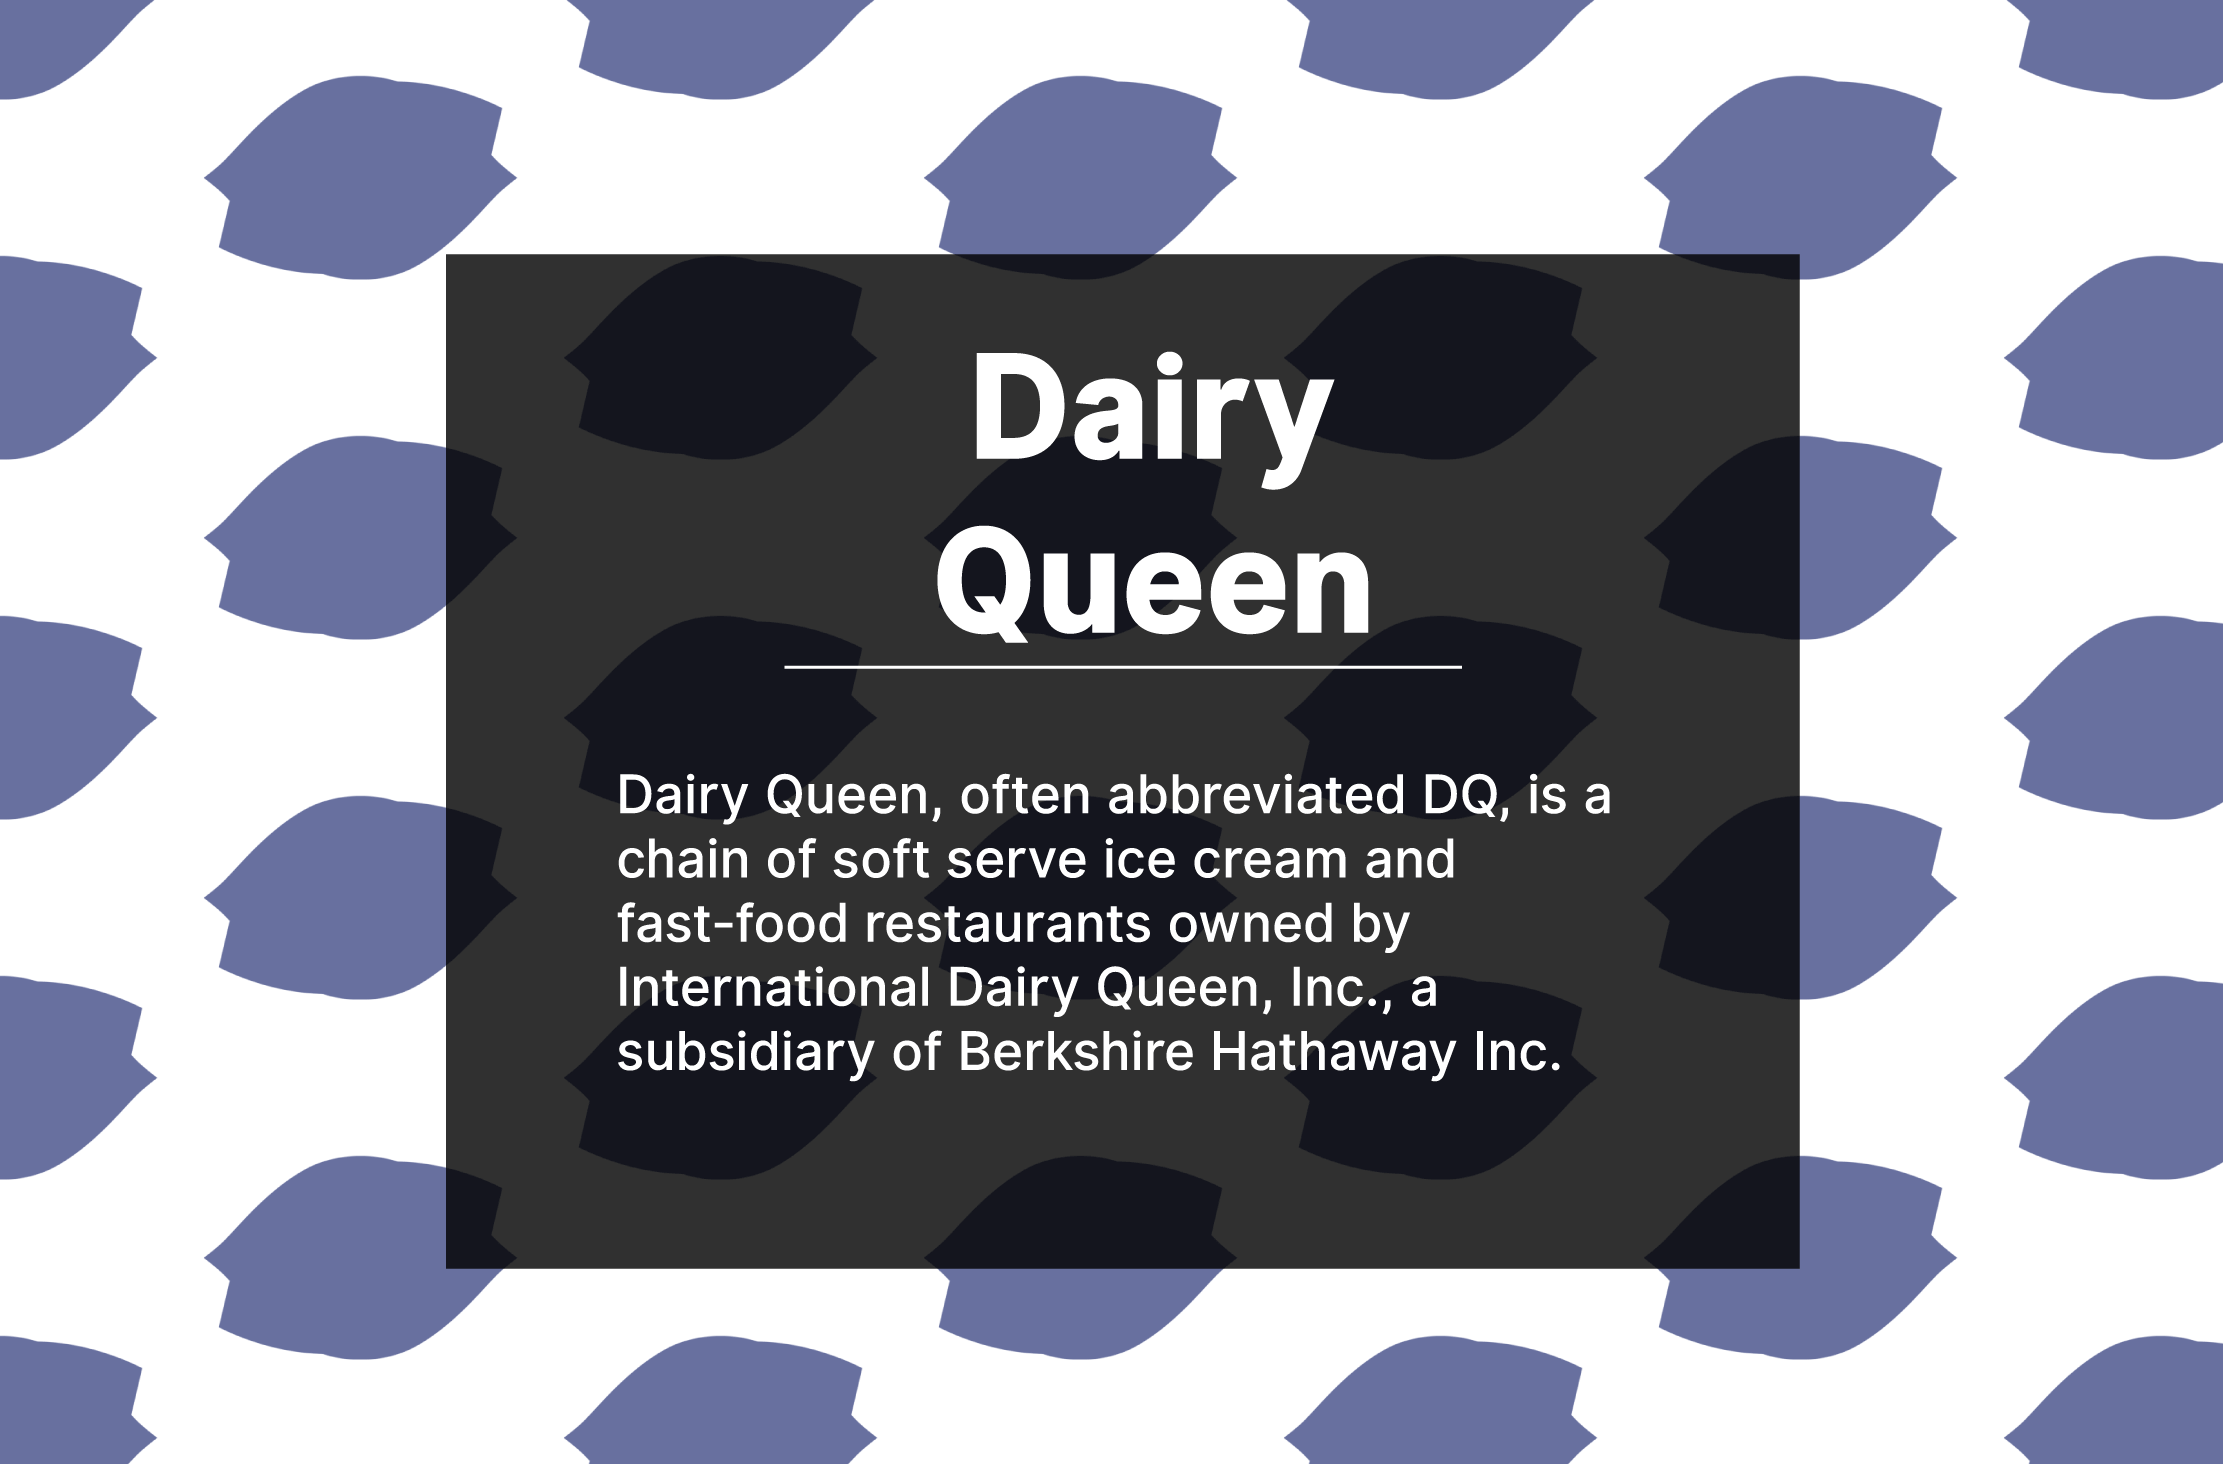 Dairy
Queen
Dairy Queen, often abbreviated DQ, is a
chain of soft serve ice cream and
fast-food restaurants owned by
International Dairy Queen, Inc., a
subsidiary of Berkshire Hathaway Inc.